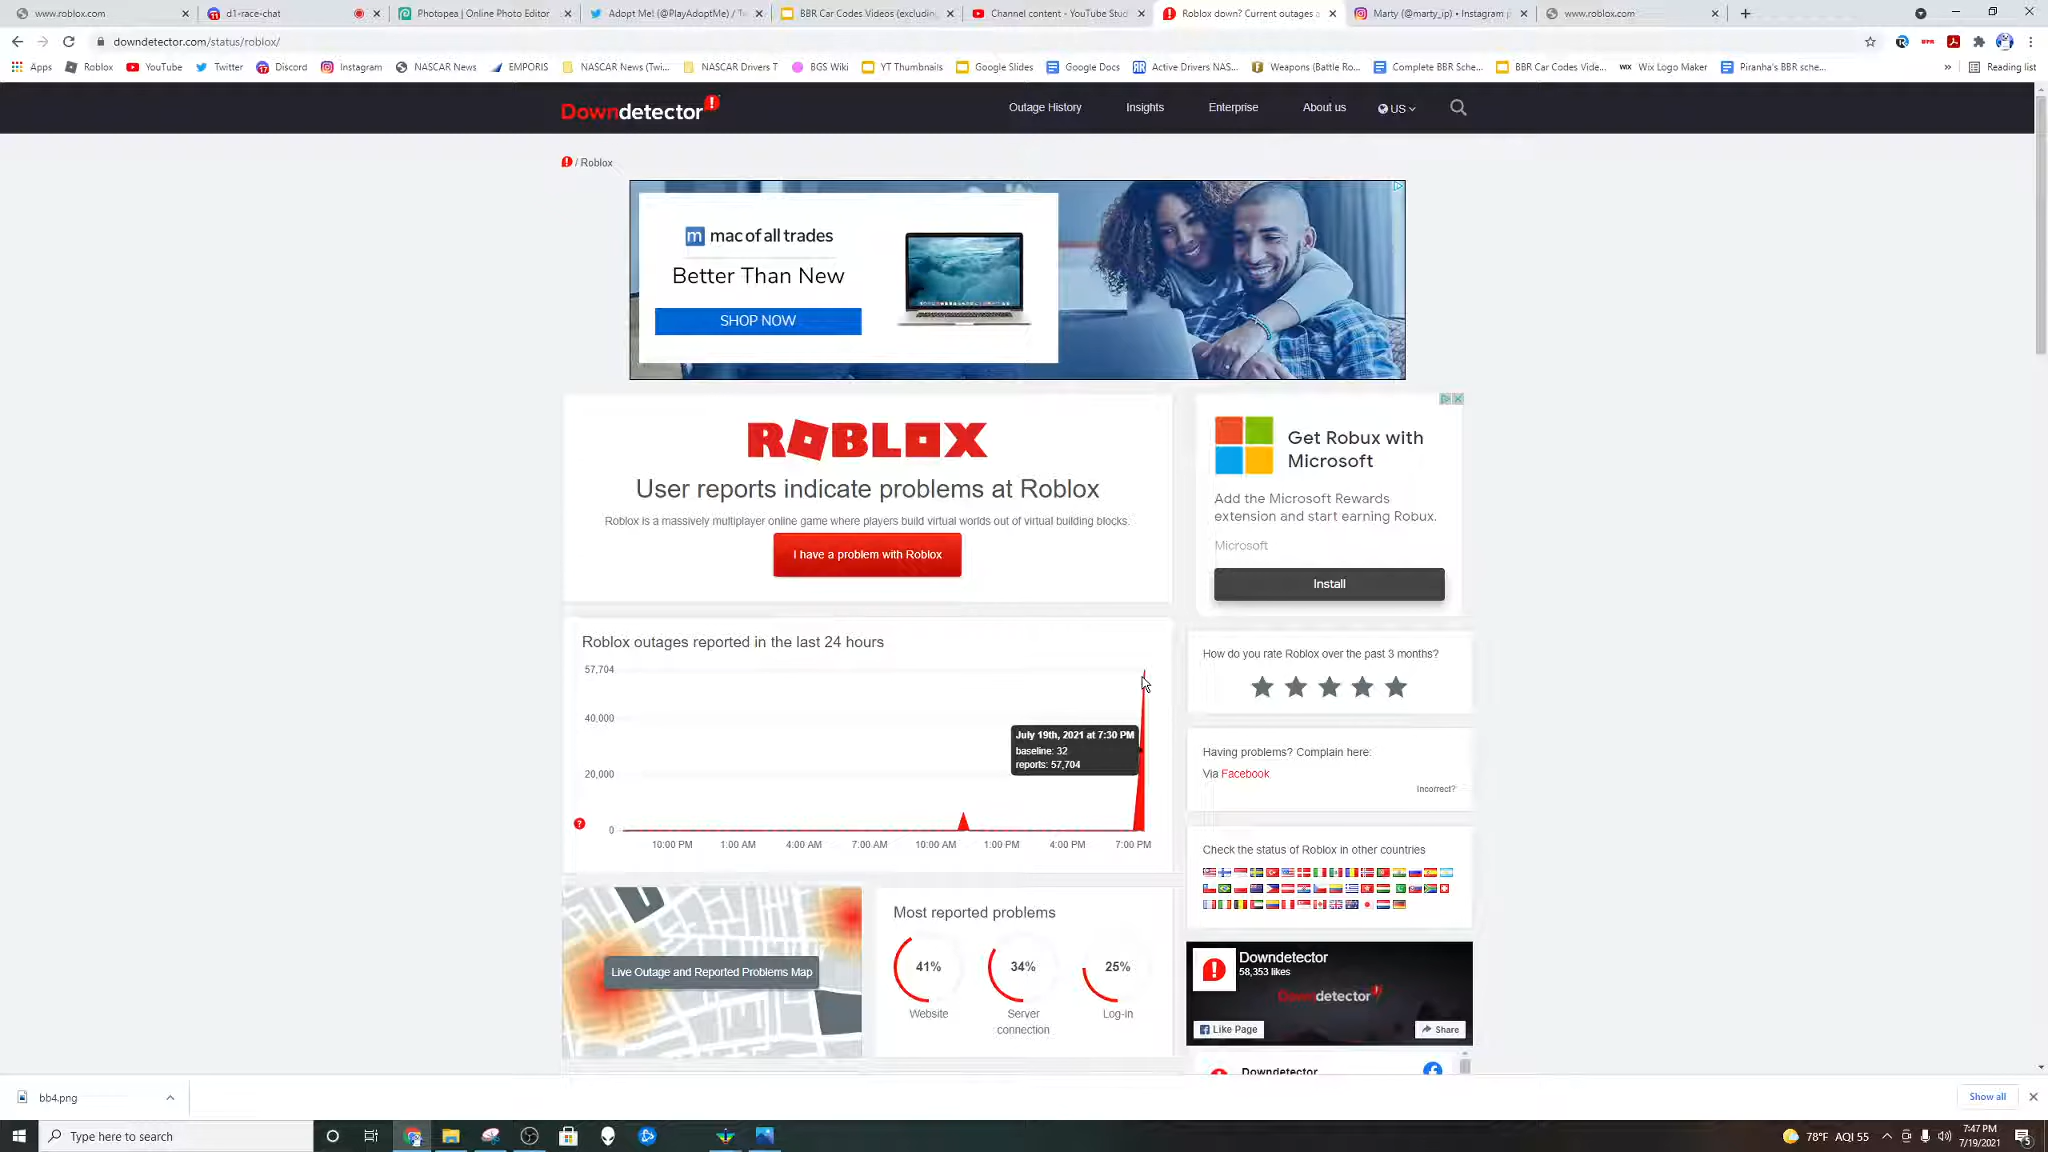 www.roblox.com
d1-race-chat
Photopea | Online Photo Editor
Adopt Me! (@PlayAdoptMe) / Tw
BBR Car Codes Videos (excluding
Channel content - YouTube Stud
Roblox down? Current outages a
Marty (@marty_ip) • Instagram p
www.roblox.com
downdetector.com/status/roblox/
Apps
Roblox
YouTube
Twitter
Discord
Instagram
NASCAR News
EMPORIS
NASCAR News (Twi...
NASCAR Drivers T
BGS Wiki
YT Thumbnails
Google Slides
Google Docs
Active Drivers NAS...
Weapons (Battle Ro...
Complete BBR Sche...
BBR Car Codes Vide...
WIX Wix Logo Maker
Piranha's BBR sche...
»
Reading list
Downdetector
Outage History
Insights
Enterprise
About us
US
/ Roblox
m mac of all trades
Better Than New
SHOP NOW
ROBLOX
User reports indicate problems at Roblox
Roblox is a massively multiplayer online game where players build virtual worlds out of virtual building blocks.
I have a problem with Roblox
Get Robux with
Microsoft
Add the Microsoft Rewards
extension and start earning Robux.
Microsoft
Install
Roblox outages reported in the last 24 hours
57,704
40,000
20,000
0
July 19th, 2021 at 7:30 PM
baseline: 32
reports: 57,704
10:00 PM 1:00 AM 4:00 AM 7:00 AM 10:00 AM 1:00 PM 4:00 PM 7:00 PM
How do you rate Roblox over the past 3 months?
Having problems? Complain here:
Via Facebook
Incorrect?
Check the status of Roblox in other countries
Live Outage and Reported Problems Map
Most reported problems
41% 34% 25%
Website
Server
connection
Log-in
Downdetector
58,353 likes
Downdetector
Like Page
Share
Downdetector
bb4.png
Show all
Type here to search
78°F AQI 55
7:47 PM
7/19/2021
5